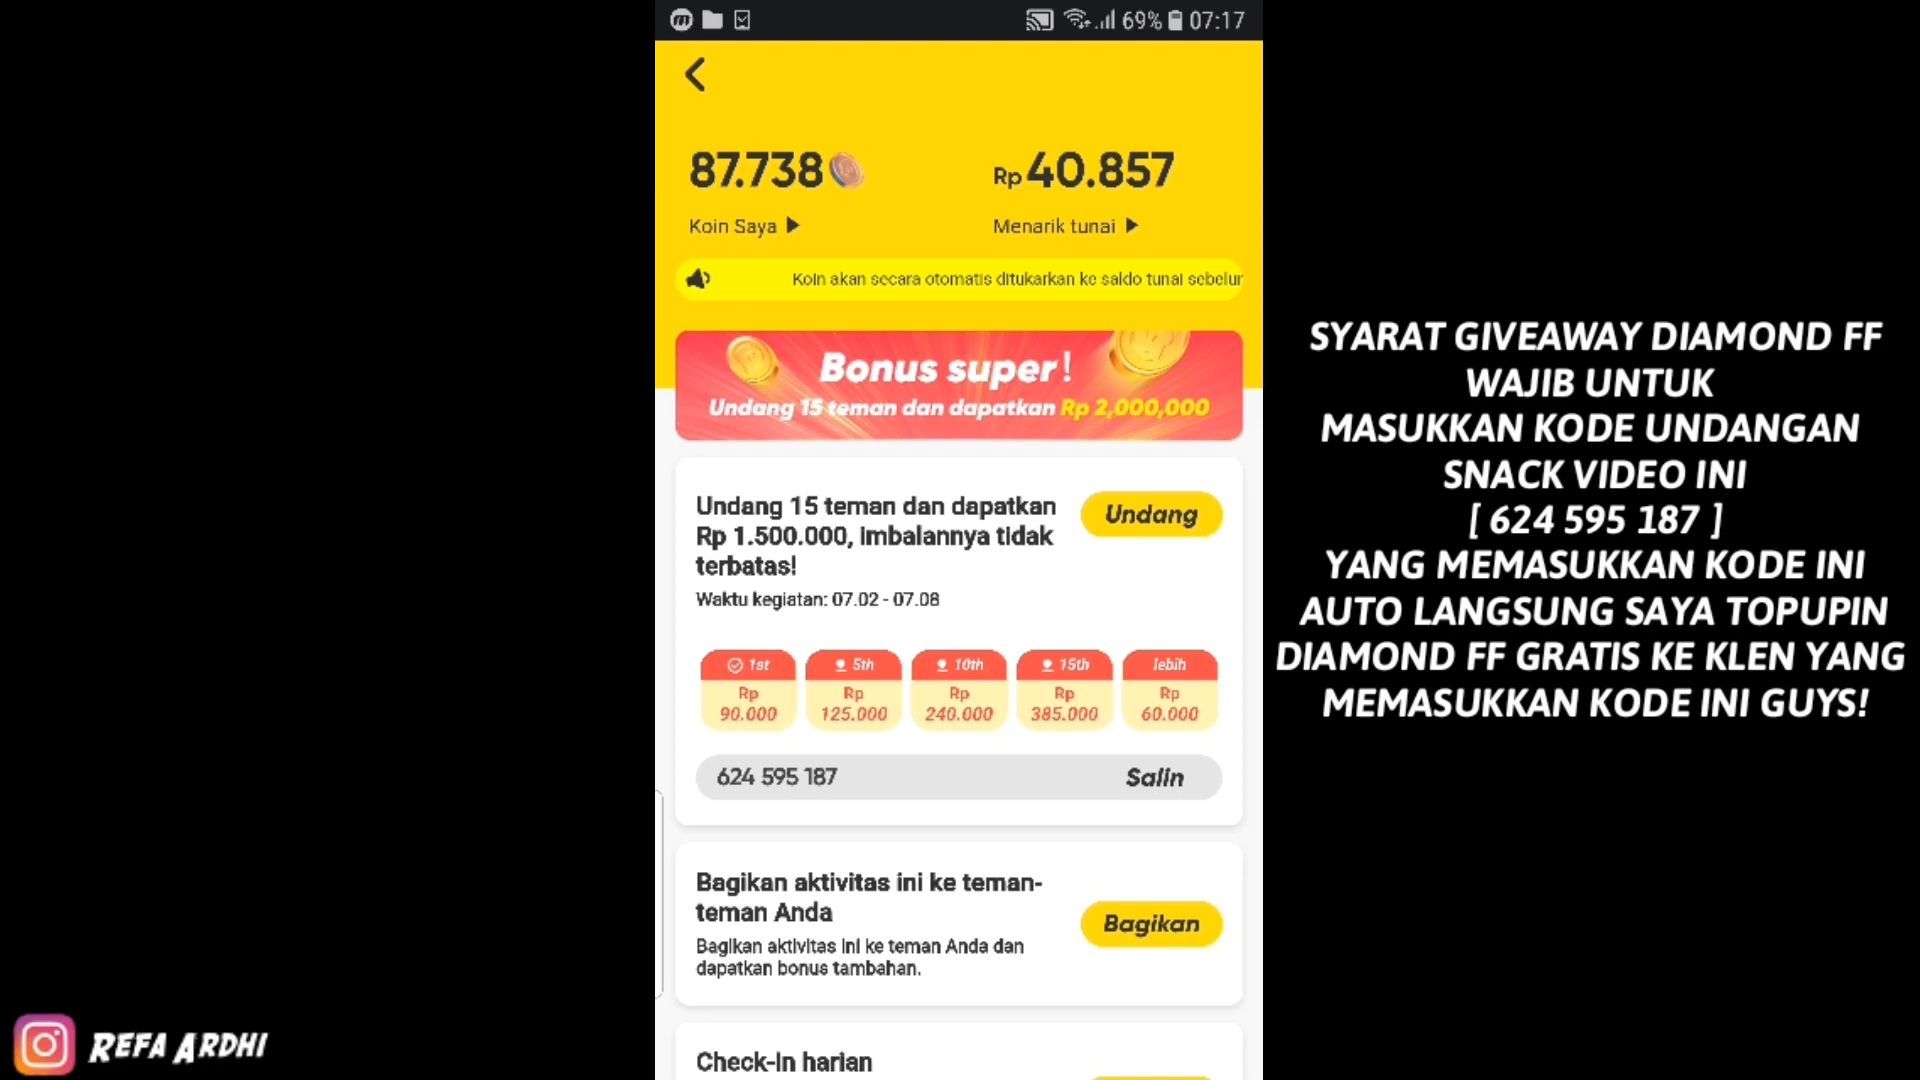 69% 07:17
87.738
Rp 40.857
Koin Saya
Menarik tunai
Koin akan secara otomatis ditukarkan ke saldo tunai sebelur
Bonus super!
Undang 15 teman dan dapatkan Rp 2,000,000
Undang 15 teman dan dapatkan
Rp 1.500.000, imbalannya tidak
terbatas!
Undang
Waktu kegiatan: 07.02 - 07.08
1st
5th
10th
15th
lebih
Rp
90.000
Rp
125.000
Rp
240.000
Rp
385.000
Rp
60.000
624 595 187
Salin
Bagikan aktivitas ini ke teman-
teman Anda
Bagikan aktivitas ini ke teman Anda dan
dapatkan bonus tambahan.
Bagikan
Check-in harian
SYARAT GIVEAWAY DIAMOND FF
WAJIB UNTUK
MASUKKAN KODE UNDANGAN
SNACK VIDEO INI
[ 624 595 187 ]
YANG MEMASUKKAN KODE INI
AUTO LANGSUNG SAYA TOPUPIN
DIAMOND FF GRATIS KE KLEN YANG
MEMASUKKAN KODE INI GUYS!
REFA ARDHI